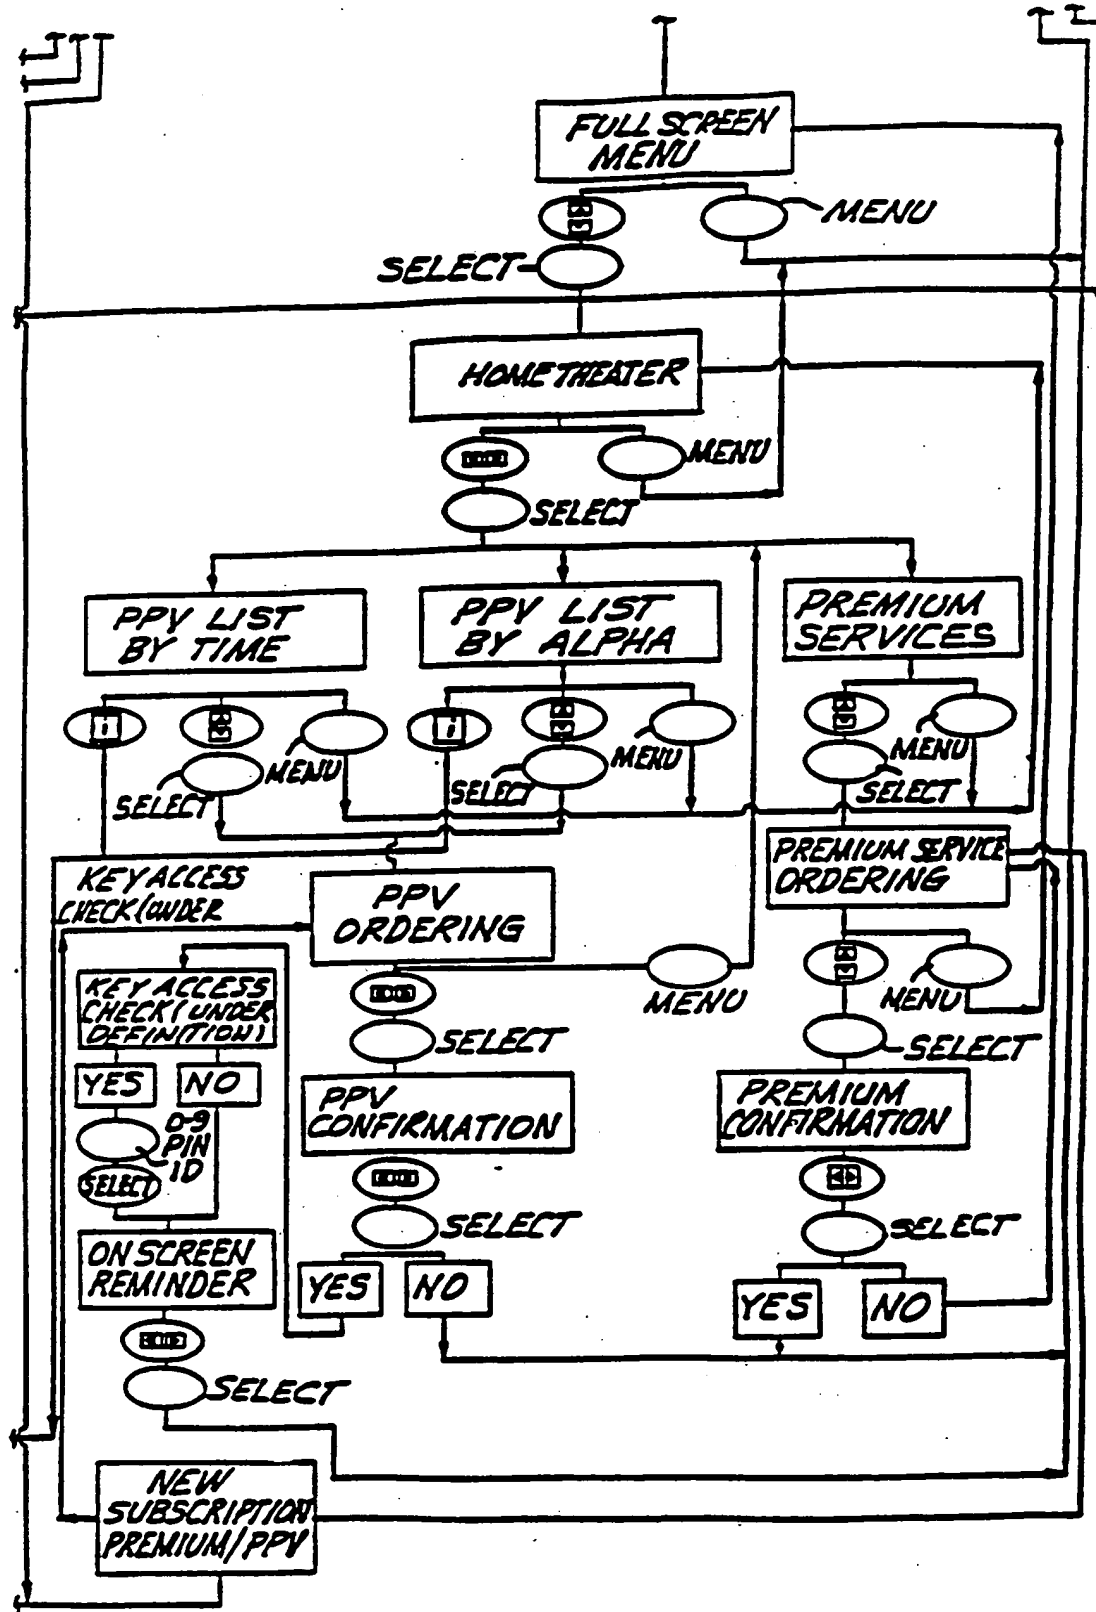 FULL SCREEN
MENU
MENU
SELECT
HOME THEATER
MENU
SELECT
PPV LIST
BY TIME
PPV LIST
BY ALPHA
PREMIUM
SERVICES
i
SELECT
MENU
i
SELECT
MENU
MENU
SELECT
KEY ACCESS
CHECK (UNDER
PPV
ORDERING
PREMIUM SERVICE
ORDERING
MENU
MENU
SELECT
KEY ACCESS
CHECK (UNDER
DEFINITION)
YES
NO
0-9
PIN
ID
SELECT
SELECT
PPV
CONFIRMATION
PREMIUM
CONFIRMATION
SELECT
SELECT
ON SCREEN
REMINDER
YES
NO
YES
NO
SELECT
NEW
SUBSCRIPTION
PREMIUM/PPV